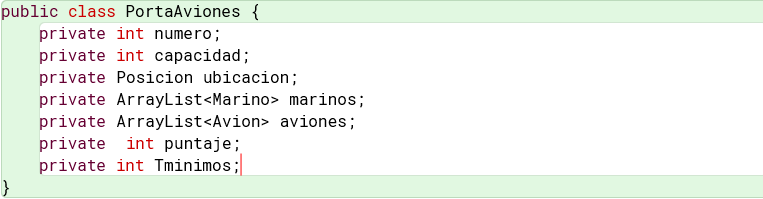 public class PortaAviones {
    private int numero;
    private int capacidad;
    private Posicion ubicacion;
    private ArrayList<Marino> marinos;
    private ArrayList<Avion> aviones;
    private  int puntaje;
    private int Tminimos;
}